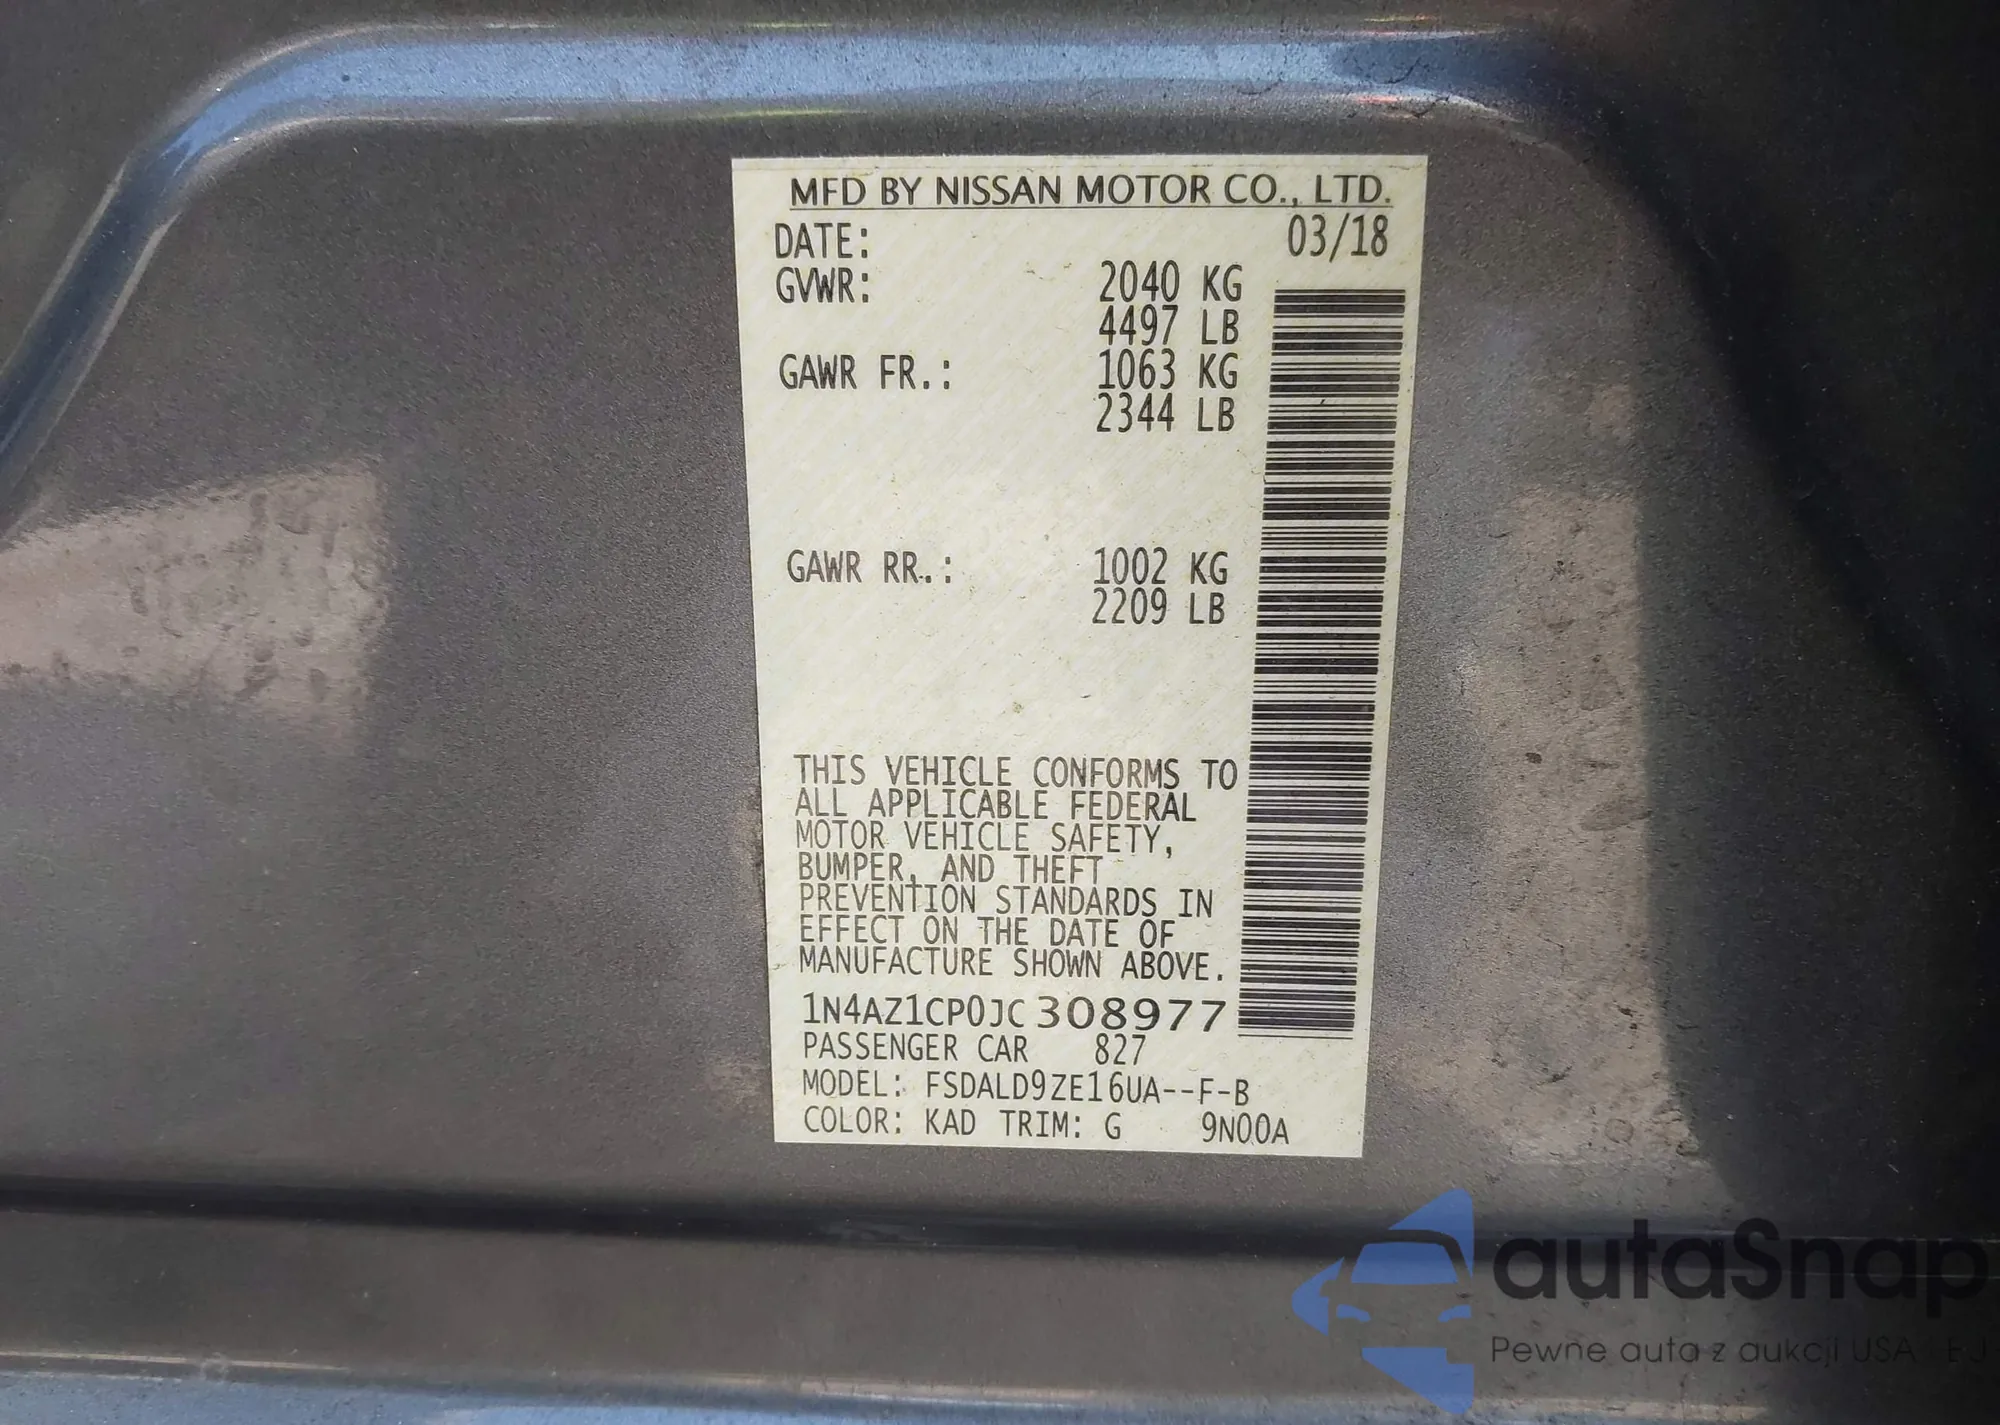 MFD BY NISSAN MOTOR CO., LTD.
DATE: 03/18
GVWR: 2040 KG
4497 LB
GAWR FR.: 1063 KG
2344 LB
GAWR RR.: 1002 KG
2209 LB
THIS VEHICLE CONFORMS TO
ALL APPLICABLE FEDERAL
MOTOR VEHICLE SAFETY,
BUMPER, AND THEFT
PREVENTION STANDARDS IN
EFFECT ON THE DATE OF
MANUFACTURE SHOWN ABOVE.
1N4AZ1CP0JC308977
PASSENGER CAR 827
MODEL: FSDALD9ZE16UA--F-B
COLOR: KAD TRIM: G 9N00A
autaSnap
Pewne auta z aukcji USA i EU